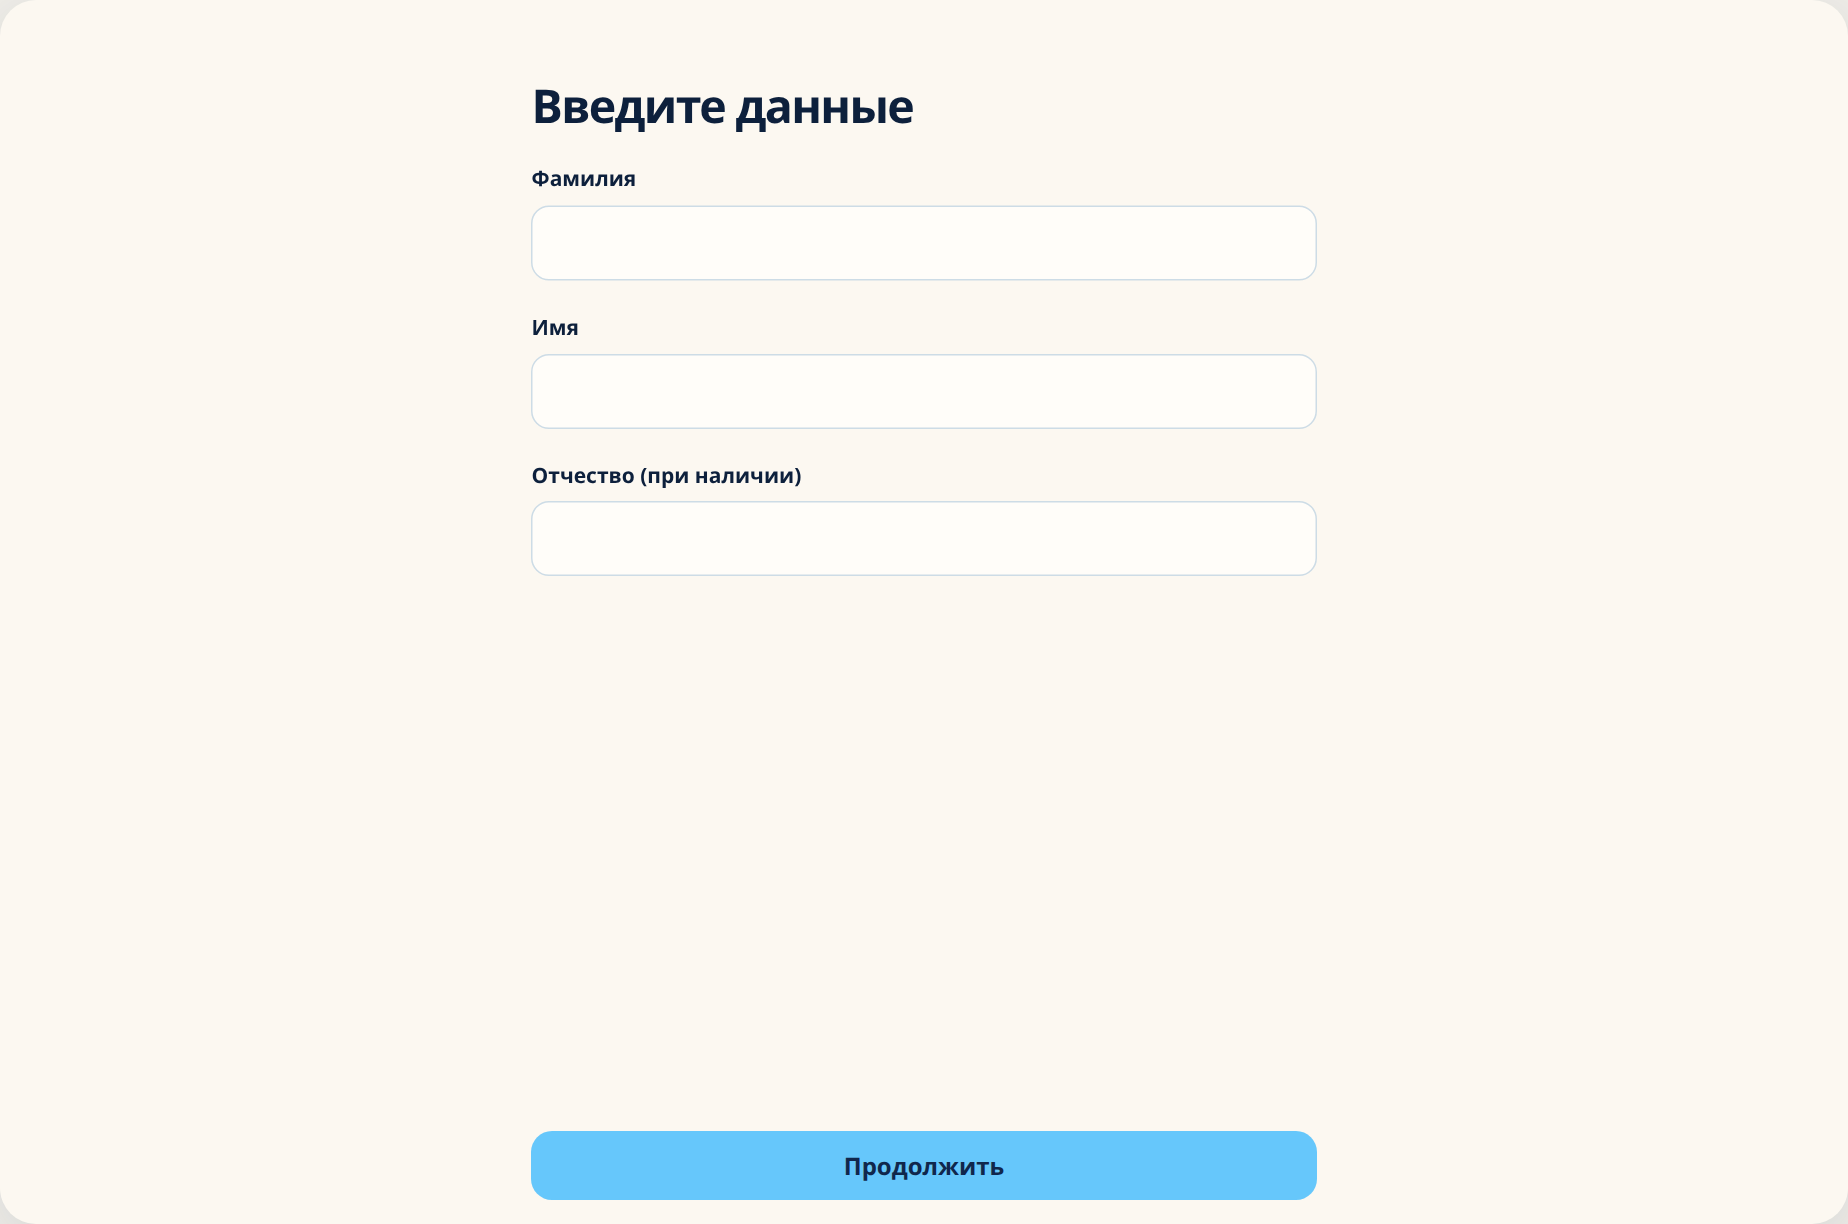 Введите данные
Фамилия
Имя
Отчество (при наличии)
Продолжить